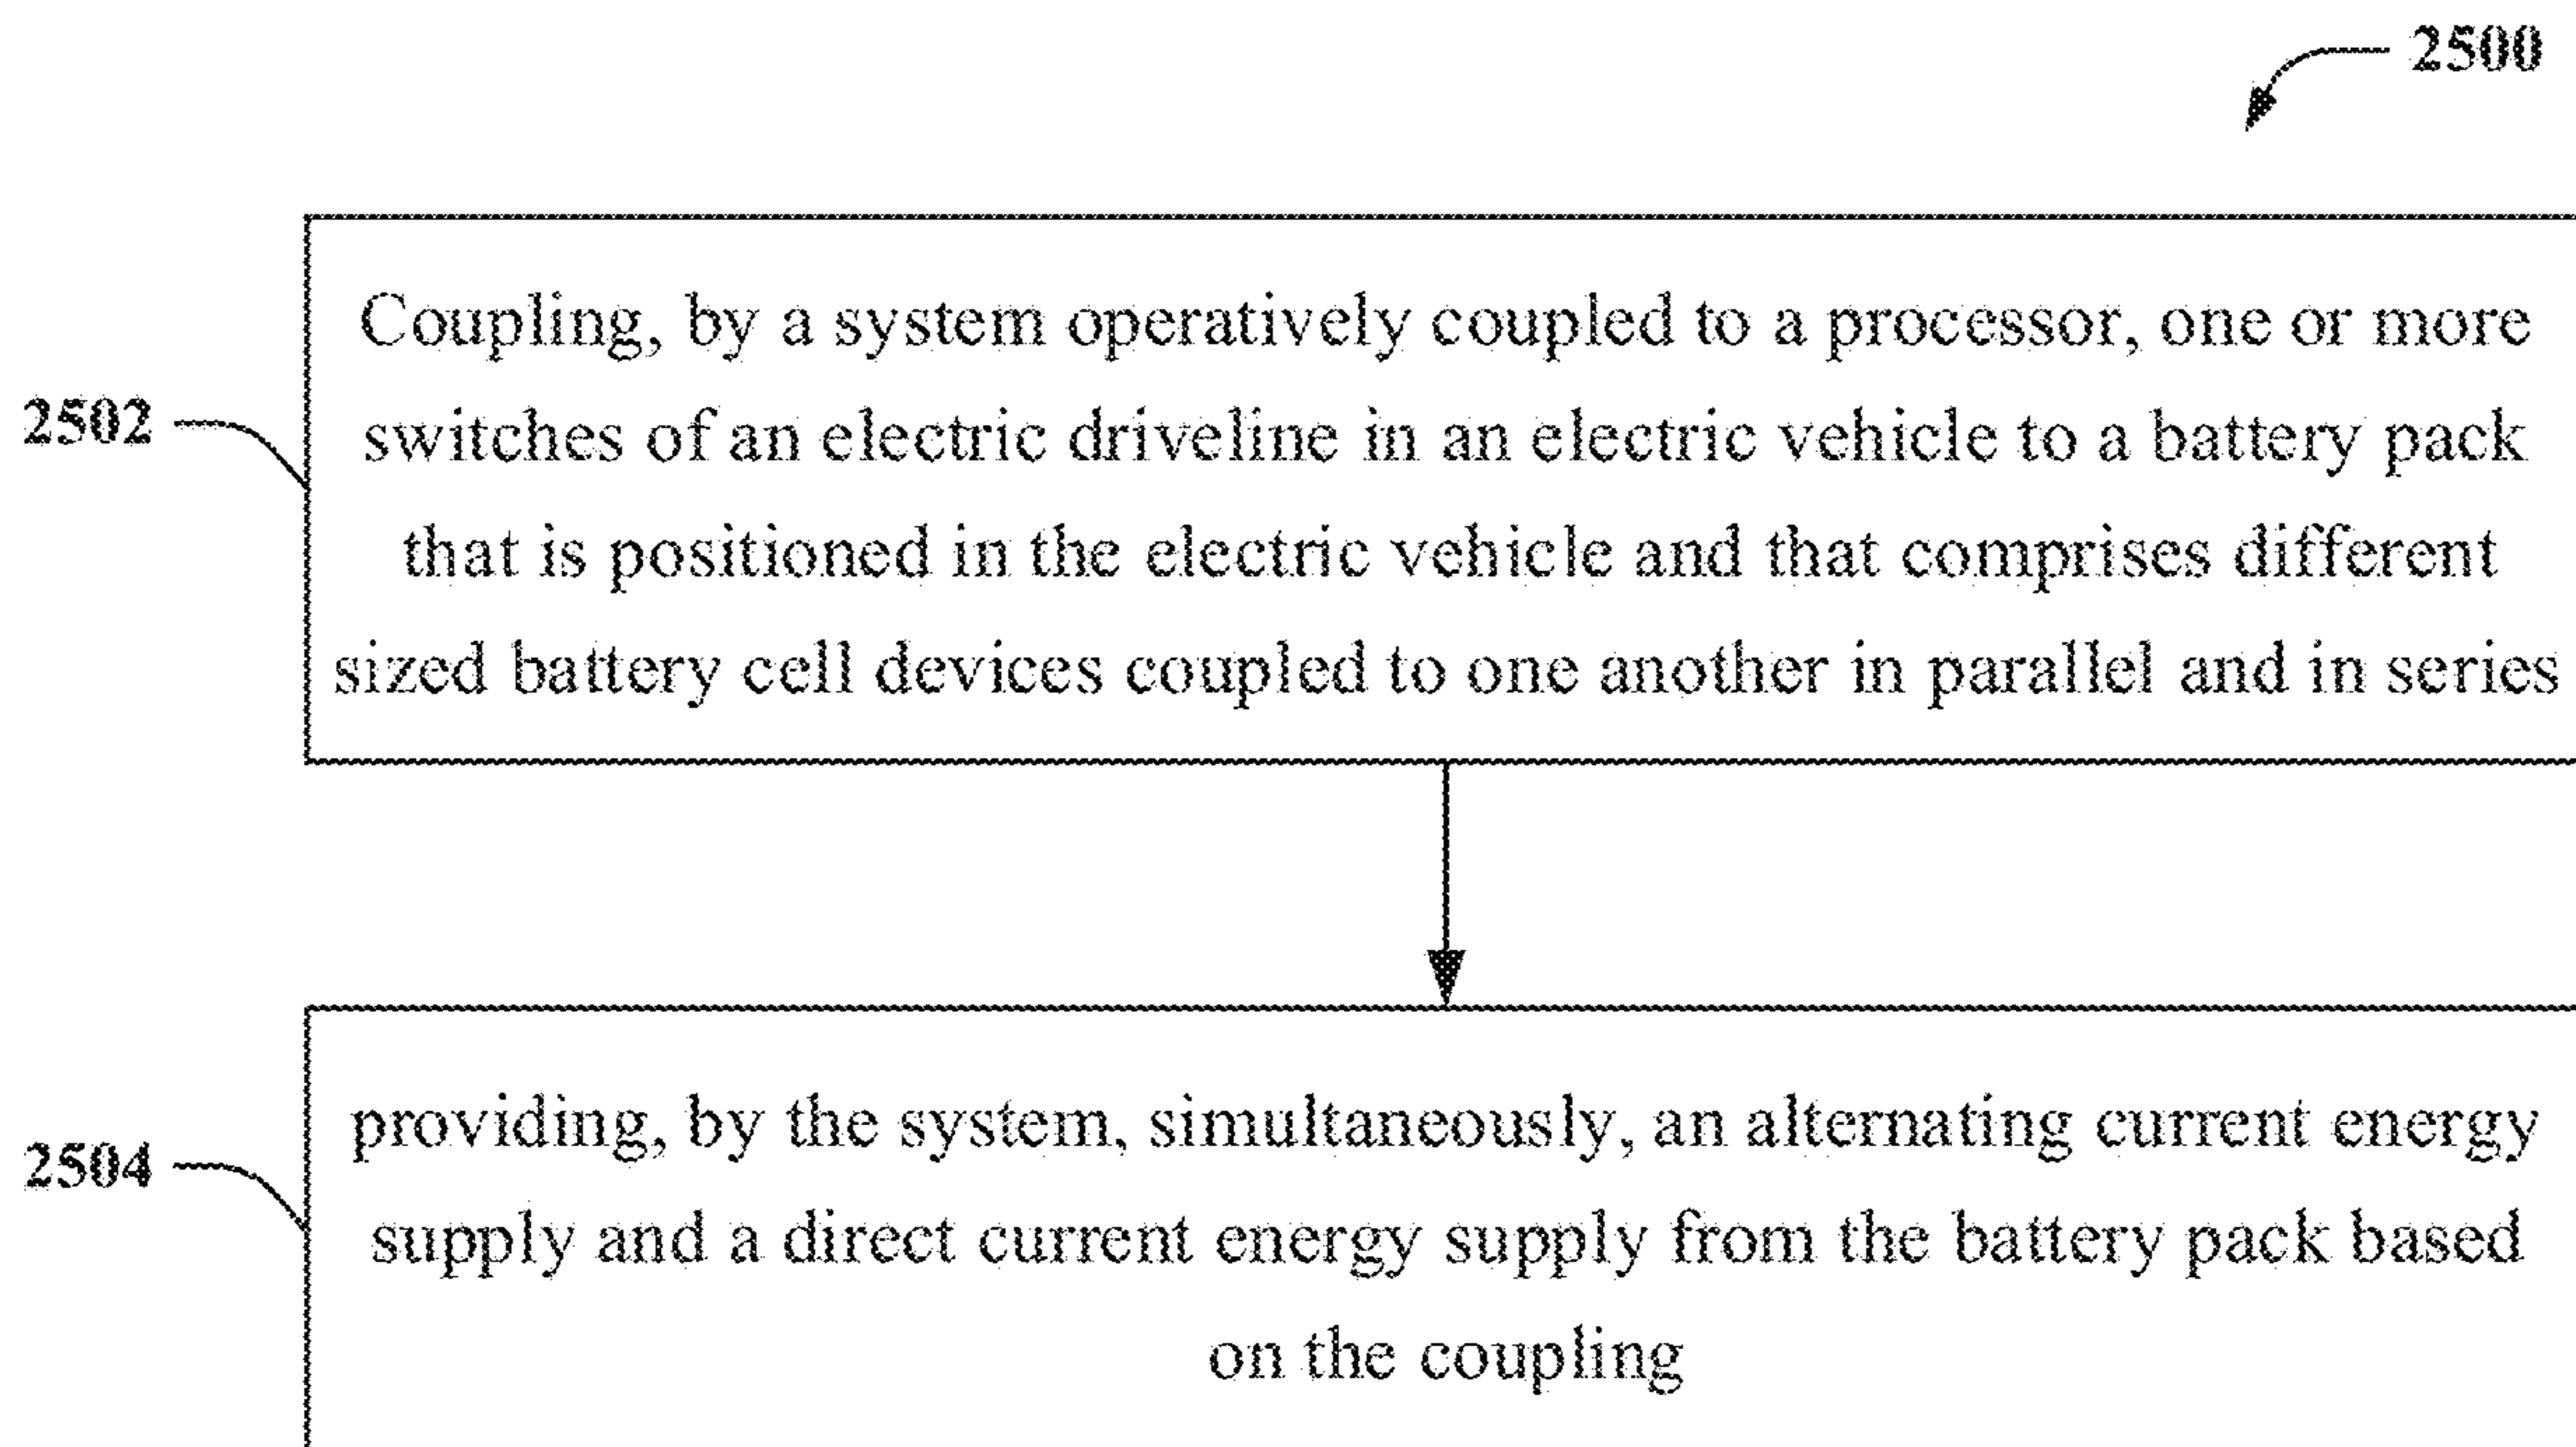 2500
2502
Coupling, by a system operatively coupled to a processor, one or more
switches of an electric driveline in an electric vehicle to a battery pack
that is positioned in the electric vehicle and that comprises different
sized battery cell devices coupled to one another in parallel and in series
2504
providing, by the system, simultaneously, an alternating current energy
supply and a direct current energy supply from the battery pack based
on the coupling